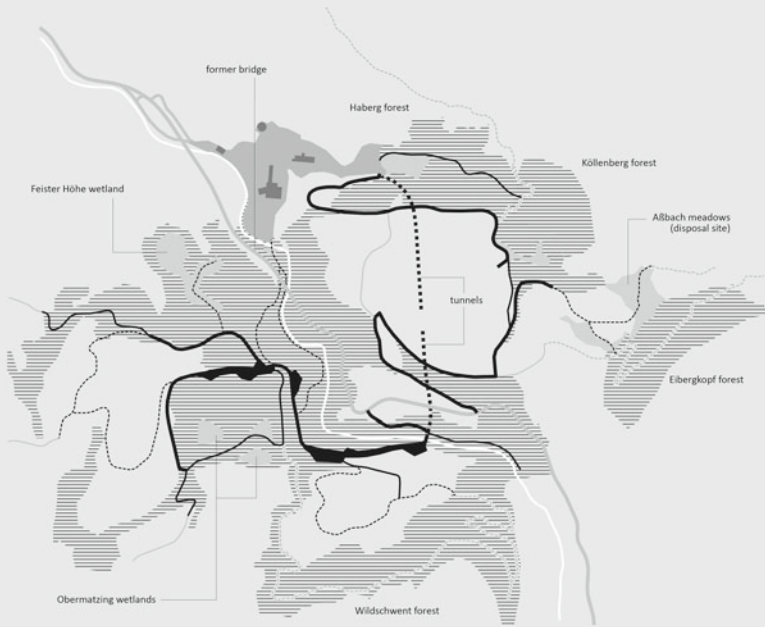 former bridge
Haberg forest
Köllenberg forest
Feister Höhe wetland
Aßbach meadows
(disposal site)
tunnels
Eibergkopf forest
Obermatzing wetlands
Wildschwent forest